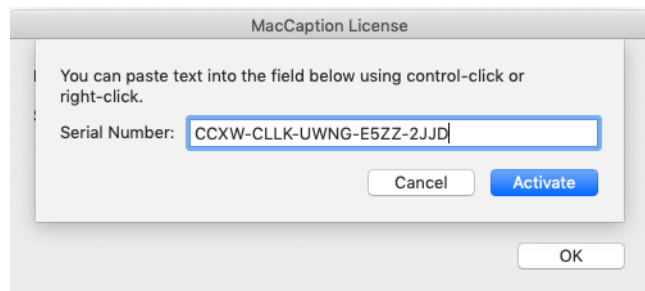 MacCaption License
You can paste text into the field below using control-click or
right-click.
Serial Number: CCXW-CLLK-UWNG-E5ZZ-2JJD
Cancel Activate
OK